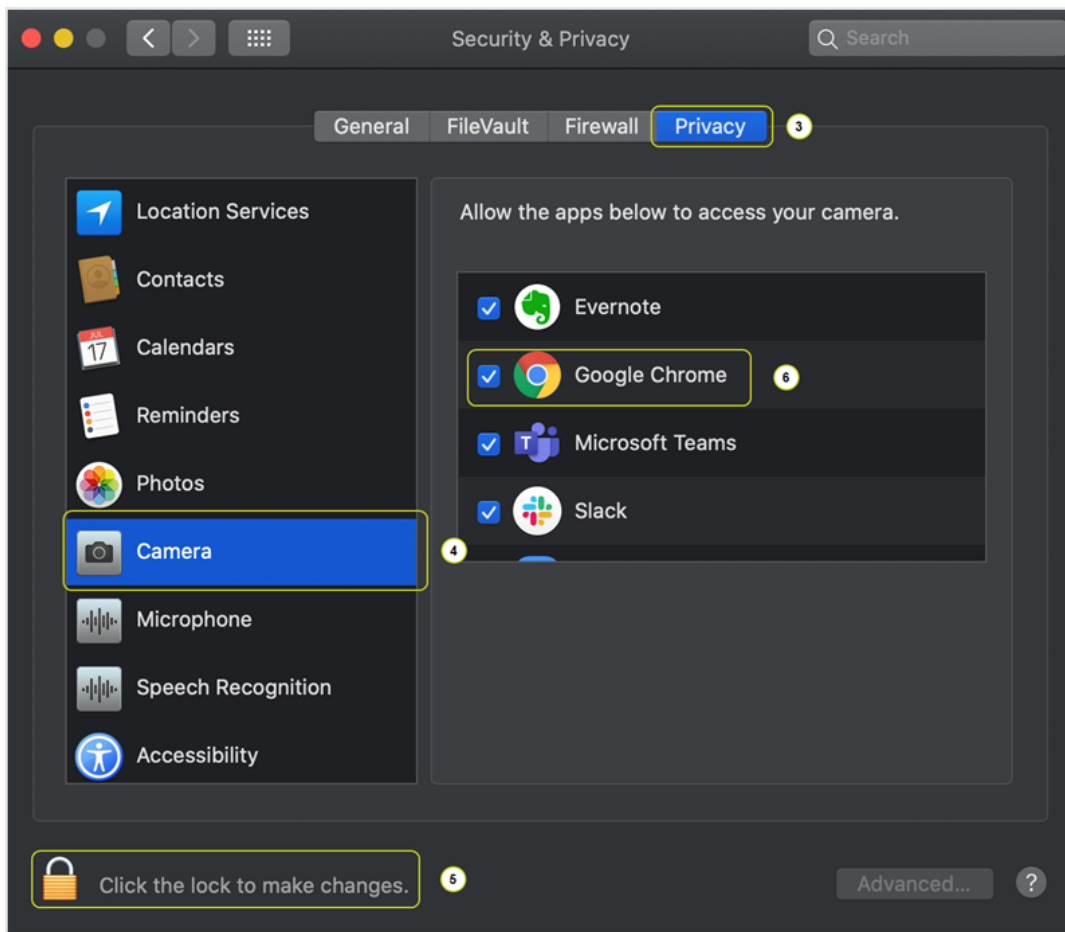 Security & Privacy
Search
General FileVault Firewall Privacy 3
Location Services
Contacts
JUL
17
Calendars
Reminders
Photos
Camera 4
Microphone
Speech Recognition
Accessibility
Allow the apps below to access your camera.
Evernote
Google Chrome 6
T
Microsoft Teams
Slack
Click the lock to make changes. 5
Advanced... ?